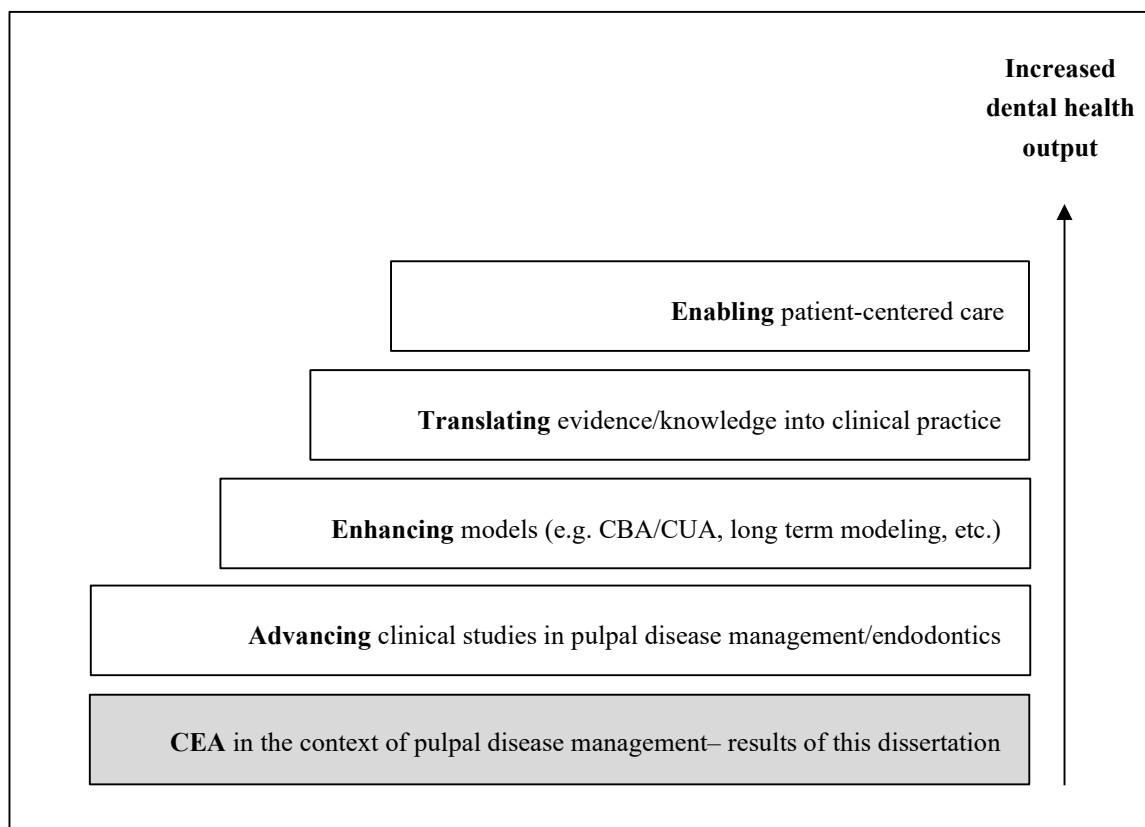 Increased
dental health
output
Enabling patient-centered care
Translating evidence/knowledge into clinical practice
Enhancing models (e.g. CBA/CUA, long term modeling, etc.)
Advancing clinical studies in pulpal disease management/endodontics
CEA in the context of pulpal disease management– results of this dissertation